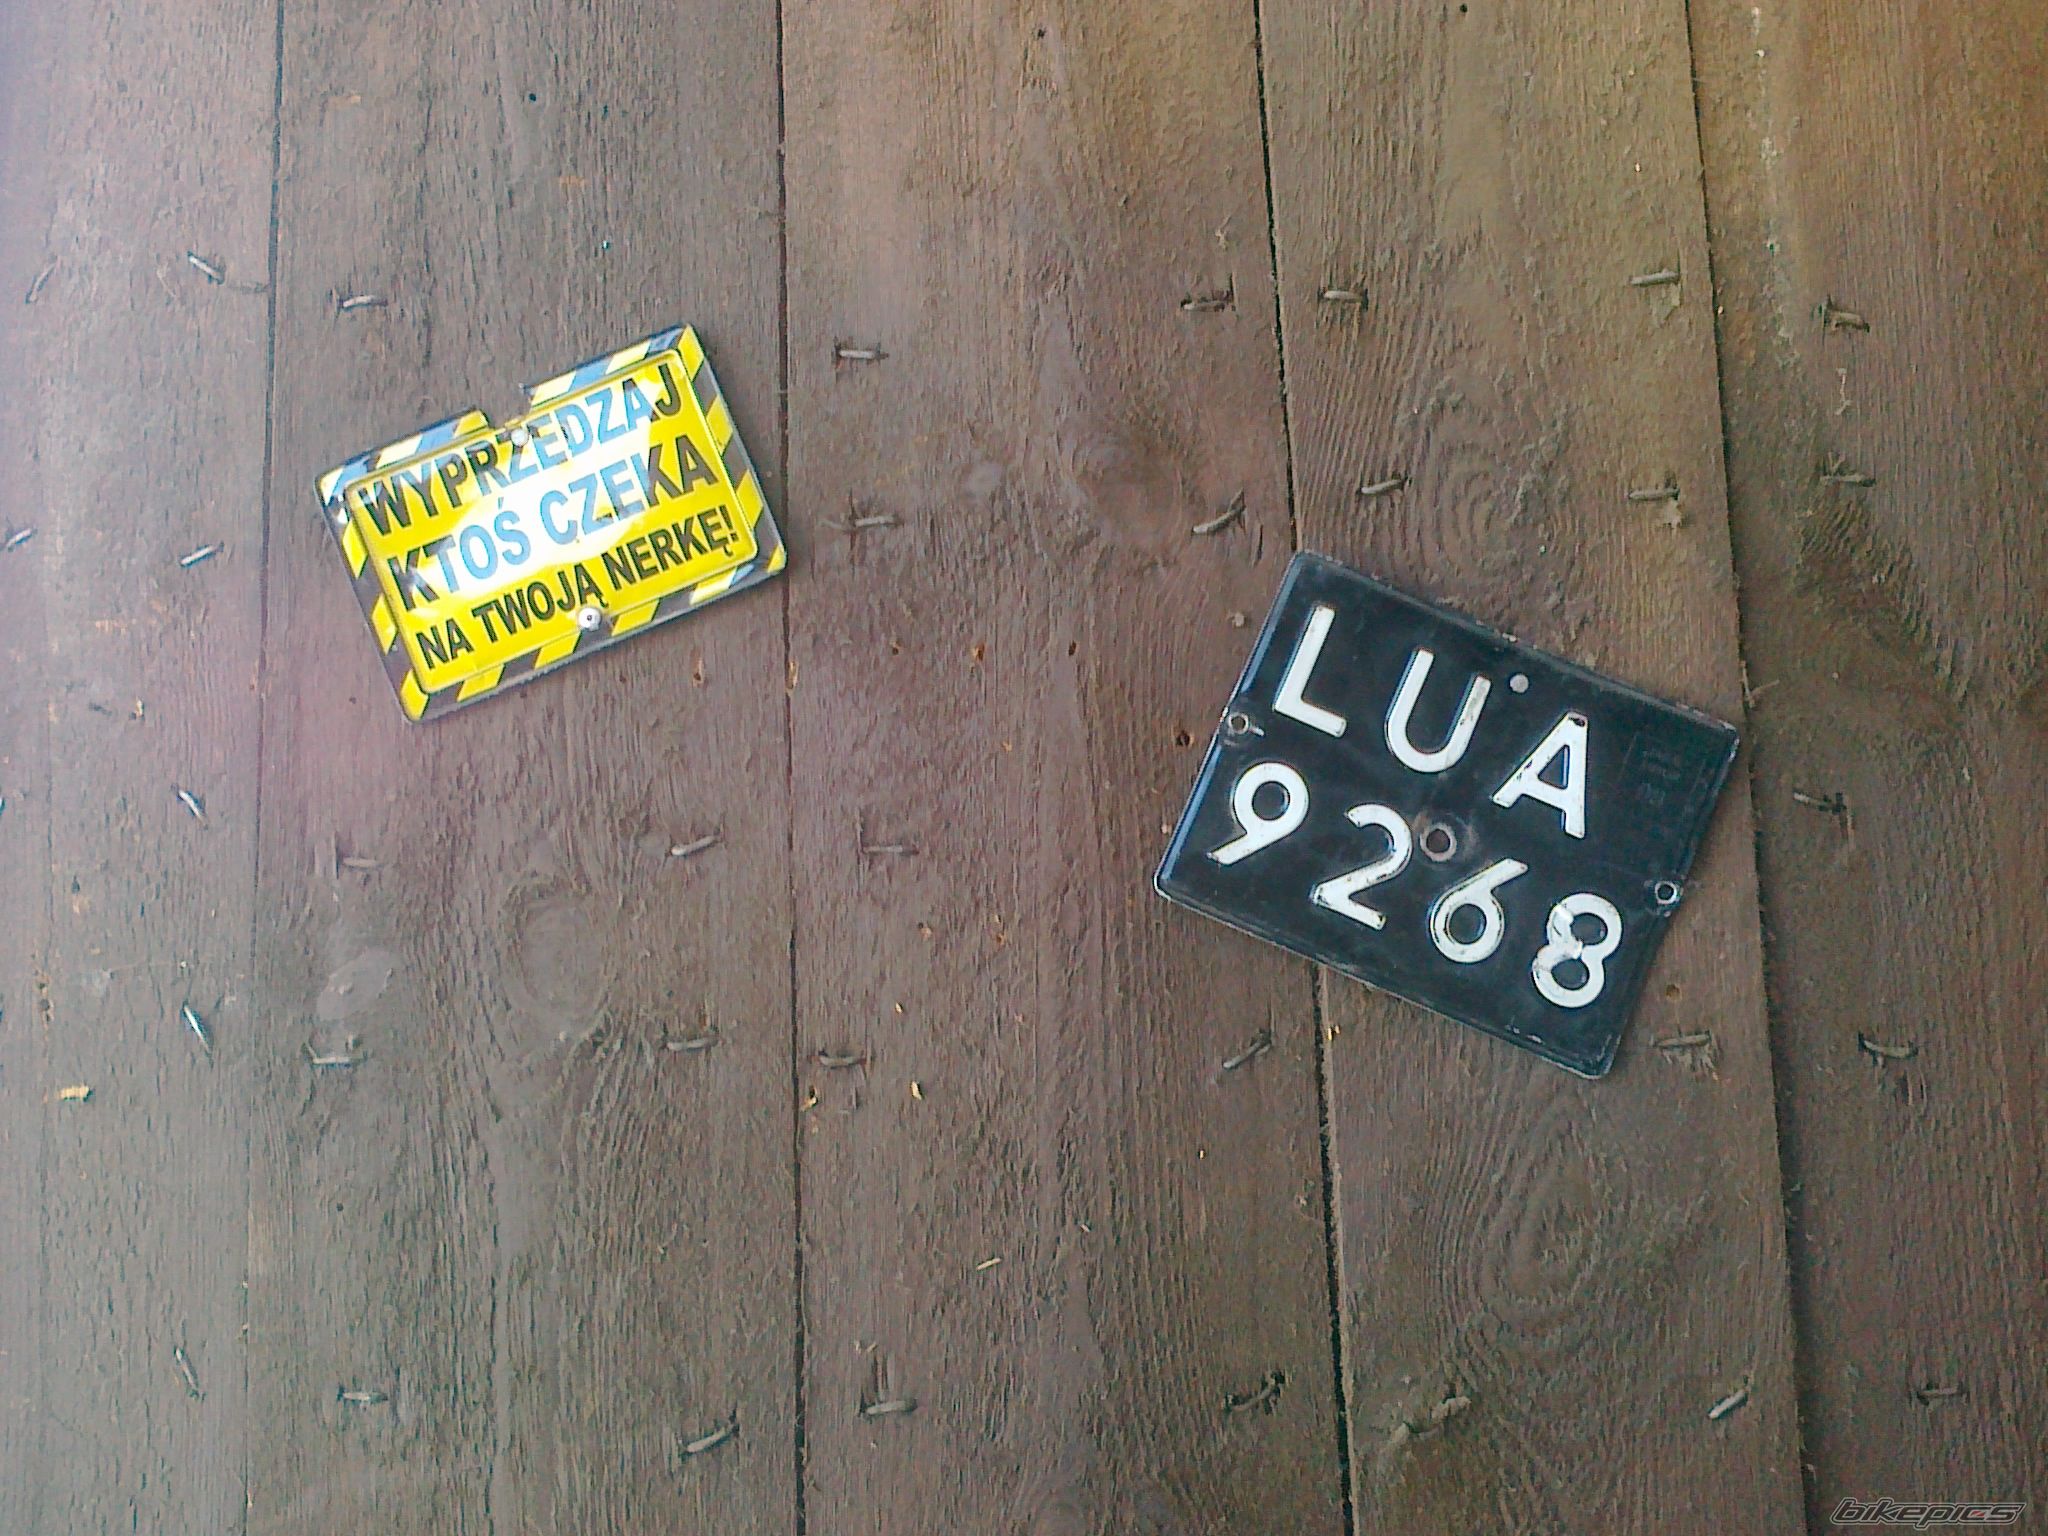 WYPRZEDZAJ
KTOŚ CZEKA
NA TWOJĄ NERKĘ!
LUA
9268
bikepics